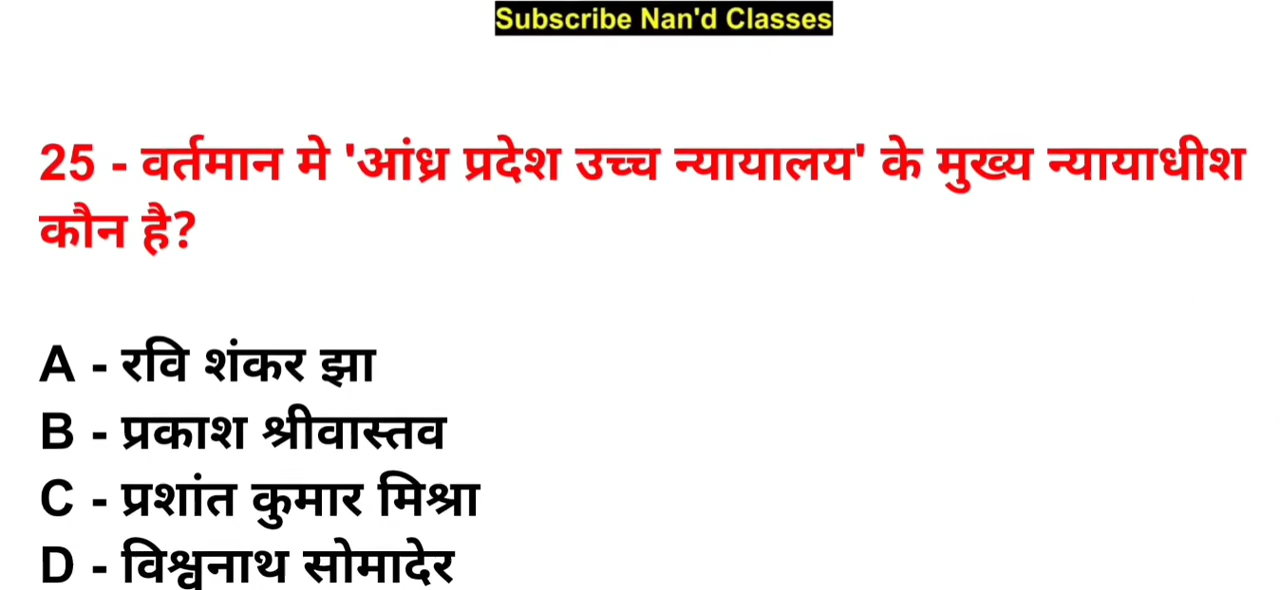 Subscribe Nan'd Classes
25 - वर्तमान मे 'आंध्र प्रदेश उच्च न्यायालय' के मुख्य न्यायाधीश
कौन है?
A - रवि शंकर झा
B - प्रकाश श्रीवास्तव
C - प्रशांत कुमार मिश्रा
D - विश्वनाथ सोमादेर